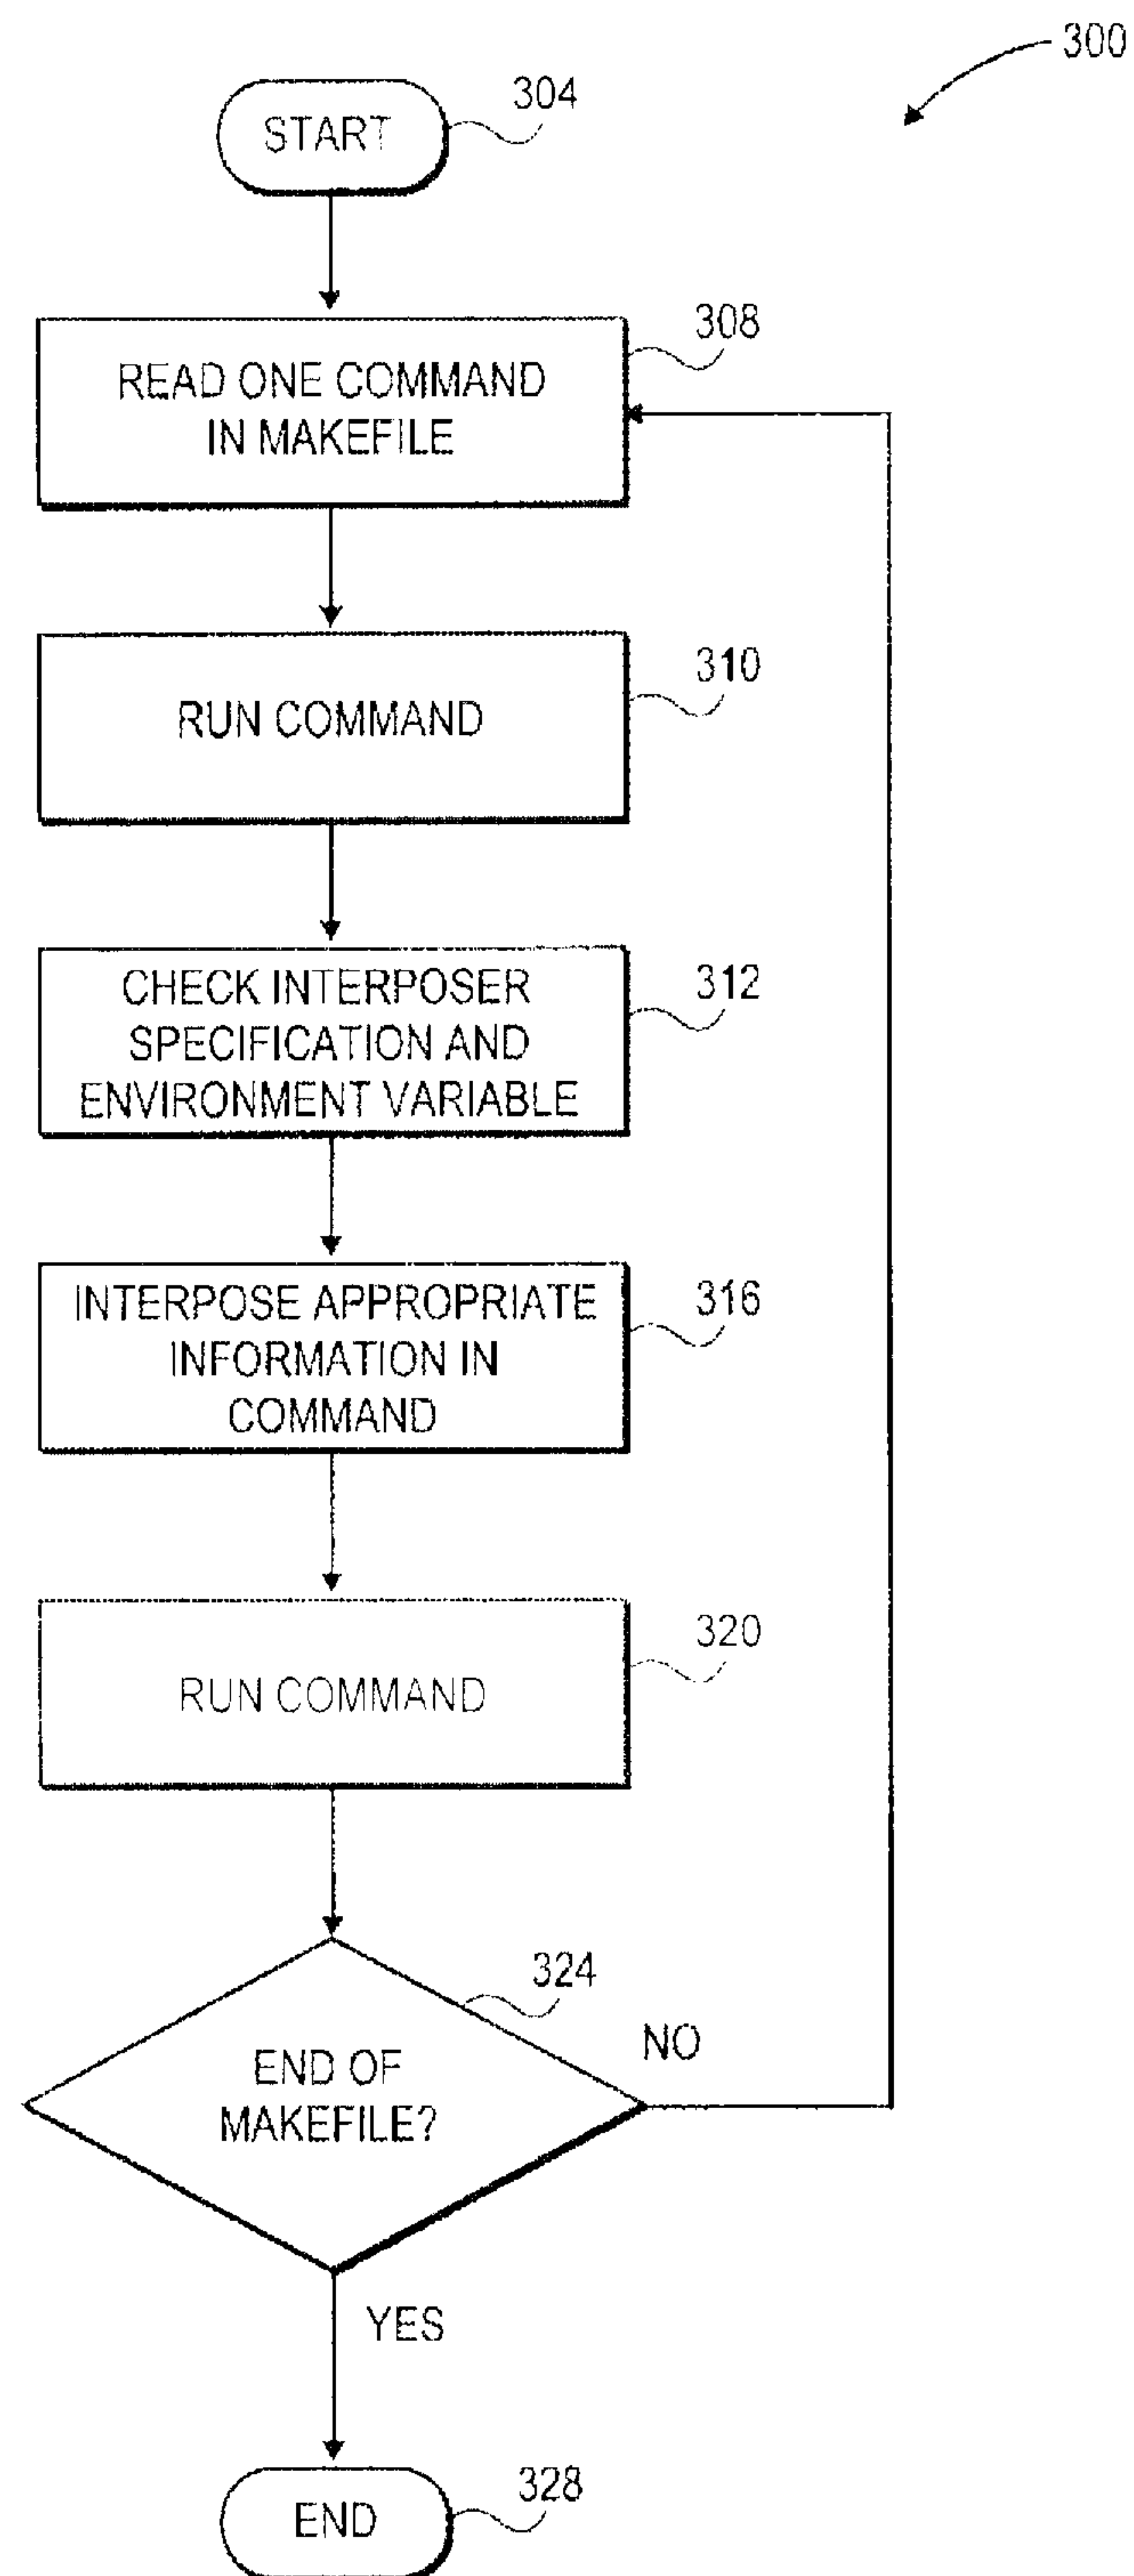 300
304
START
308
READ ONE COMMAND
IN MAKEFILE
310
RUN COMMAND
312
CHECK INTERPOSER
SPECIFICATION AND
ENVIRONMENT VARIABLE
316
INTERPOSE APPROPRIATE
INFORMATION IN
COMMAND
320
RUN COMMAND
324
END OF
MAKEFILE?
NO
YES
328
END